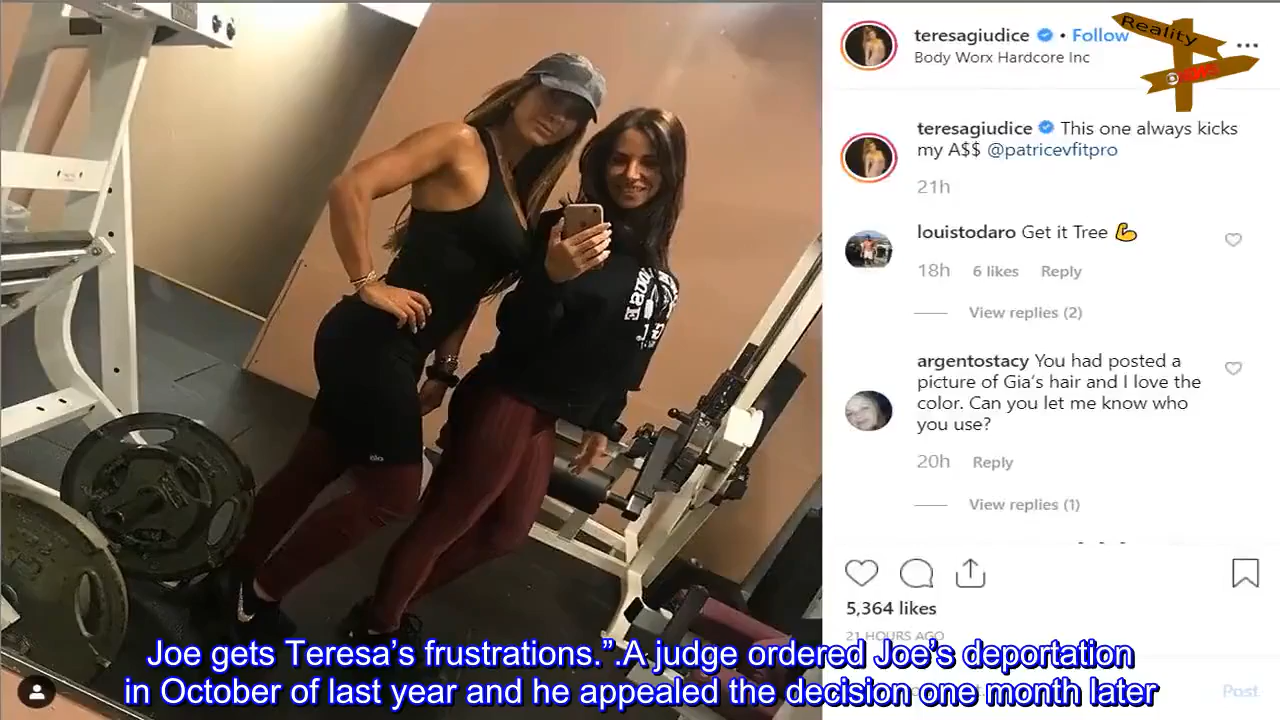 Reality
NEWS
teresagiudice • Follow
Body Worx Hardcore Inc
teresagiudice This one always kicks
my A$$ @patricevfitpro
21h
louistodaro Get it Tree 💪
18h 6 likes Reply
View replies (2)
argentostacy You had posted a
picture of Gia's hair and I love the
color. Can you let me know who
you use?
20h Reply
View replies (1)
5,364 likes
21 HOURS AGO
Post
Joe gets Teresa's frustrations.”.A judge ordered Joe's deportation
in October of last year and he appealed the decision one month later